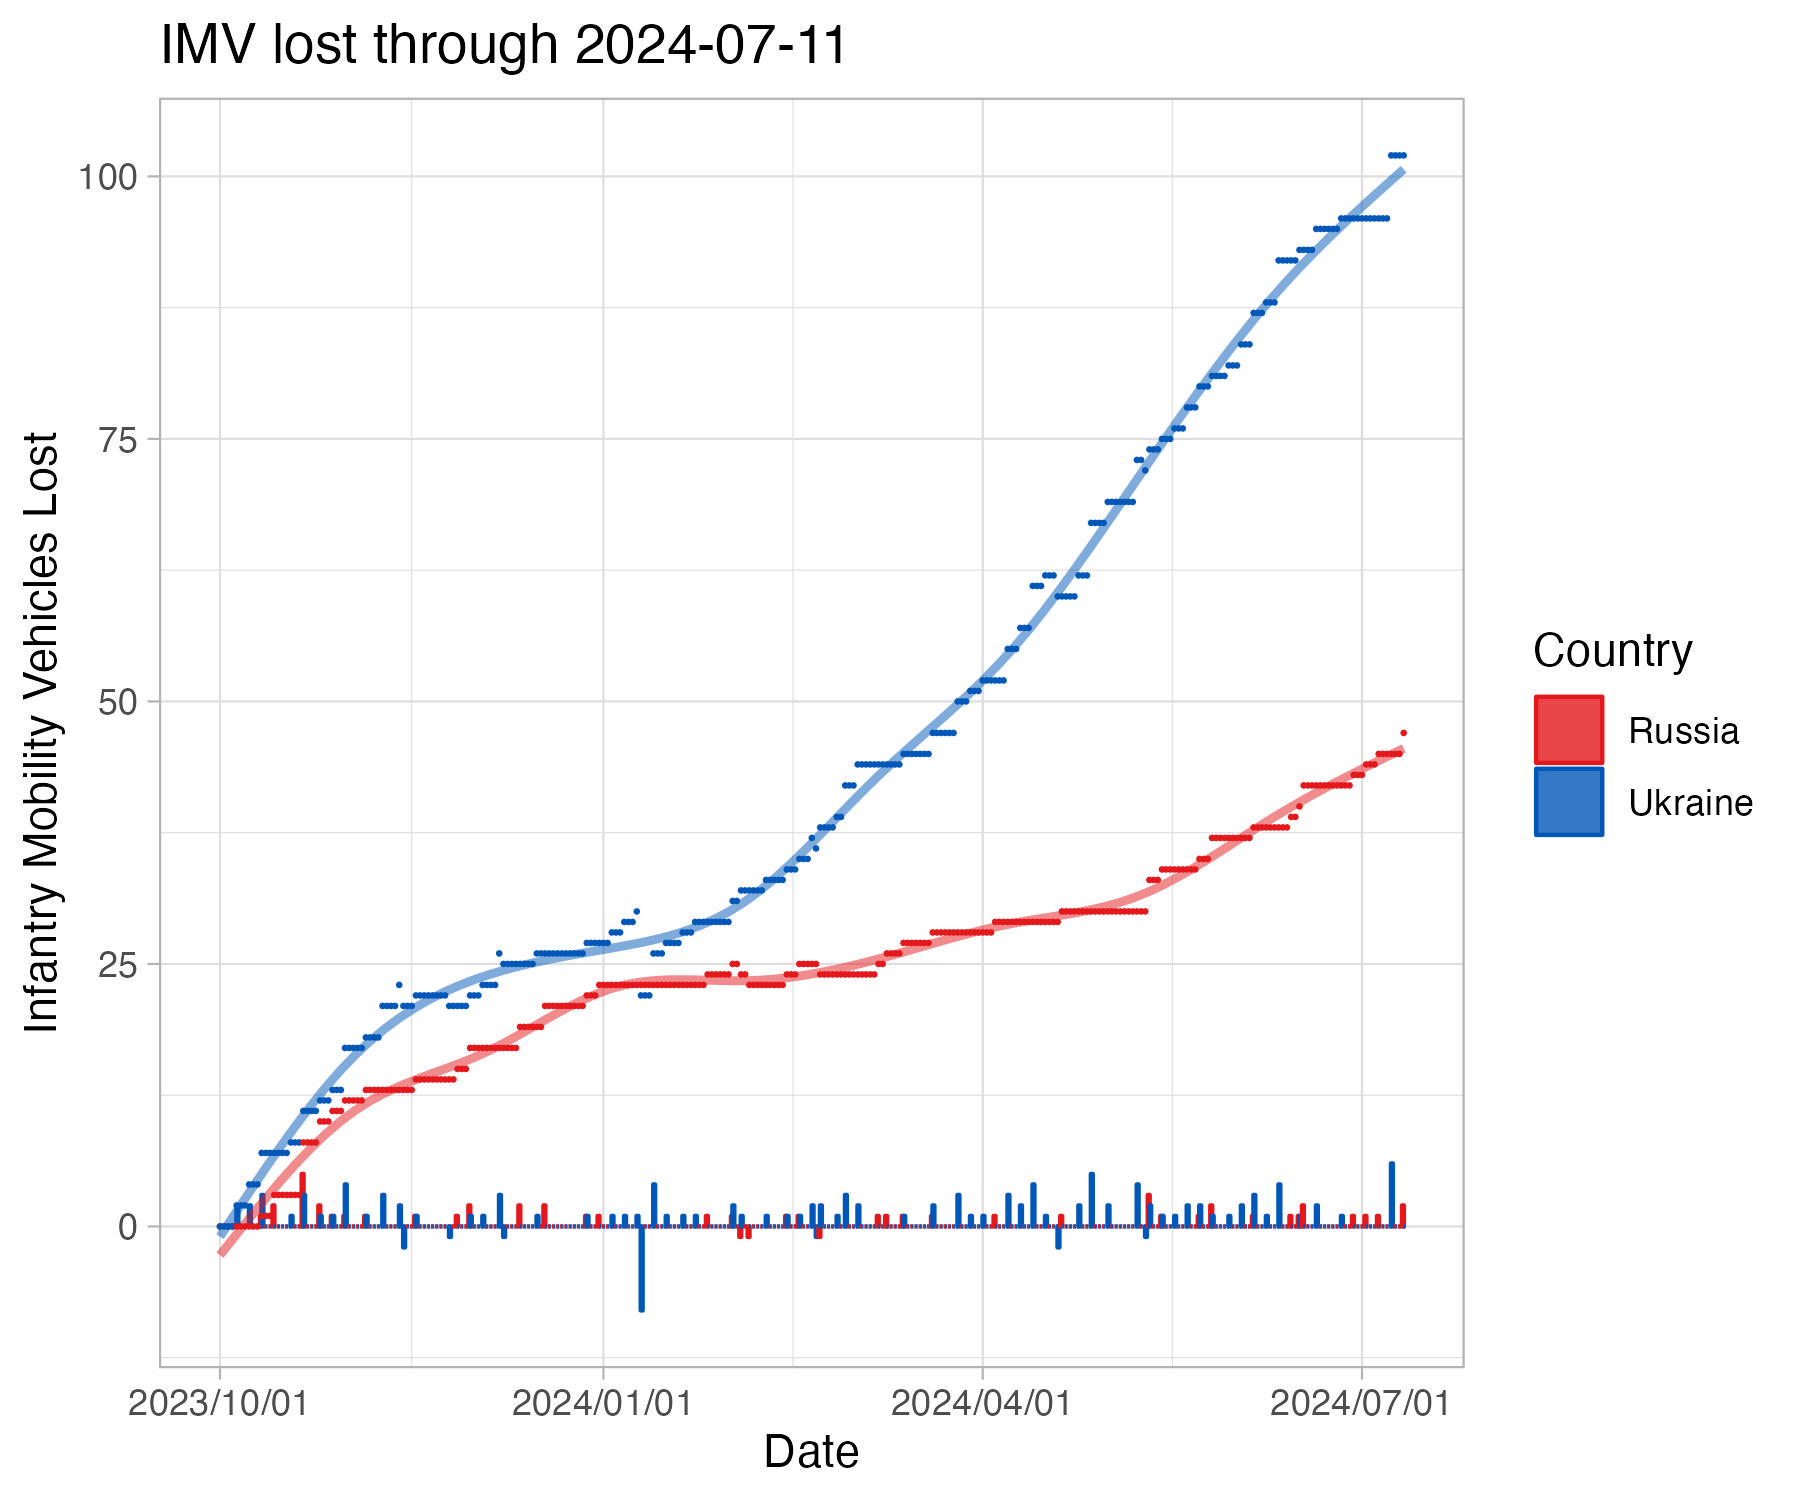 IMV lost through 2024-07-11
Infantry Mobility Vehicles Lost
100
75
50
25
0
2023/10/01
2024/01/01
2024/04/01
2024/07/01
Date
Country
Russia
Ukraine